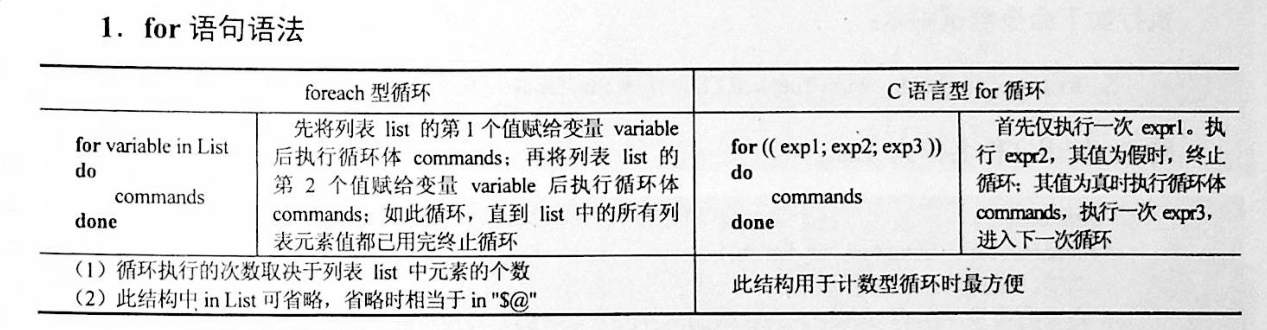 1. for 语句语法
foreach 型循环
C 语言型 for 循环
for variable in List
do
commands
done
先将列表 list 的第 1 个值赋给变量 variable
后执行循环体 commands；再将列表 list 的
第 2 个值赋给变量 variable 后执行循环体
commands；如此循环，直到 list 中的所有列
表元素值都已用完终止循环
for (( exp1; exp2; exp3 ))
do
commands
done
首先仅执行一次 expr1。执
行 expr2，其值为假时，终止
循环；其值为真时执行循环体
commands，执行一次 expr3，
进入下一次循环
（1）循环执行的次数取决于列表 list 中元素的个数
（2）此结构中 in List 可省略，省略时相当于 in "$@"
此结构用于计数型循环时最方便